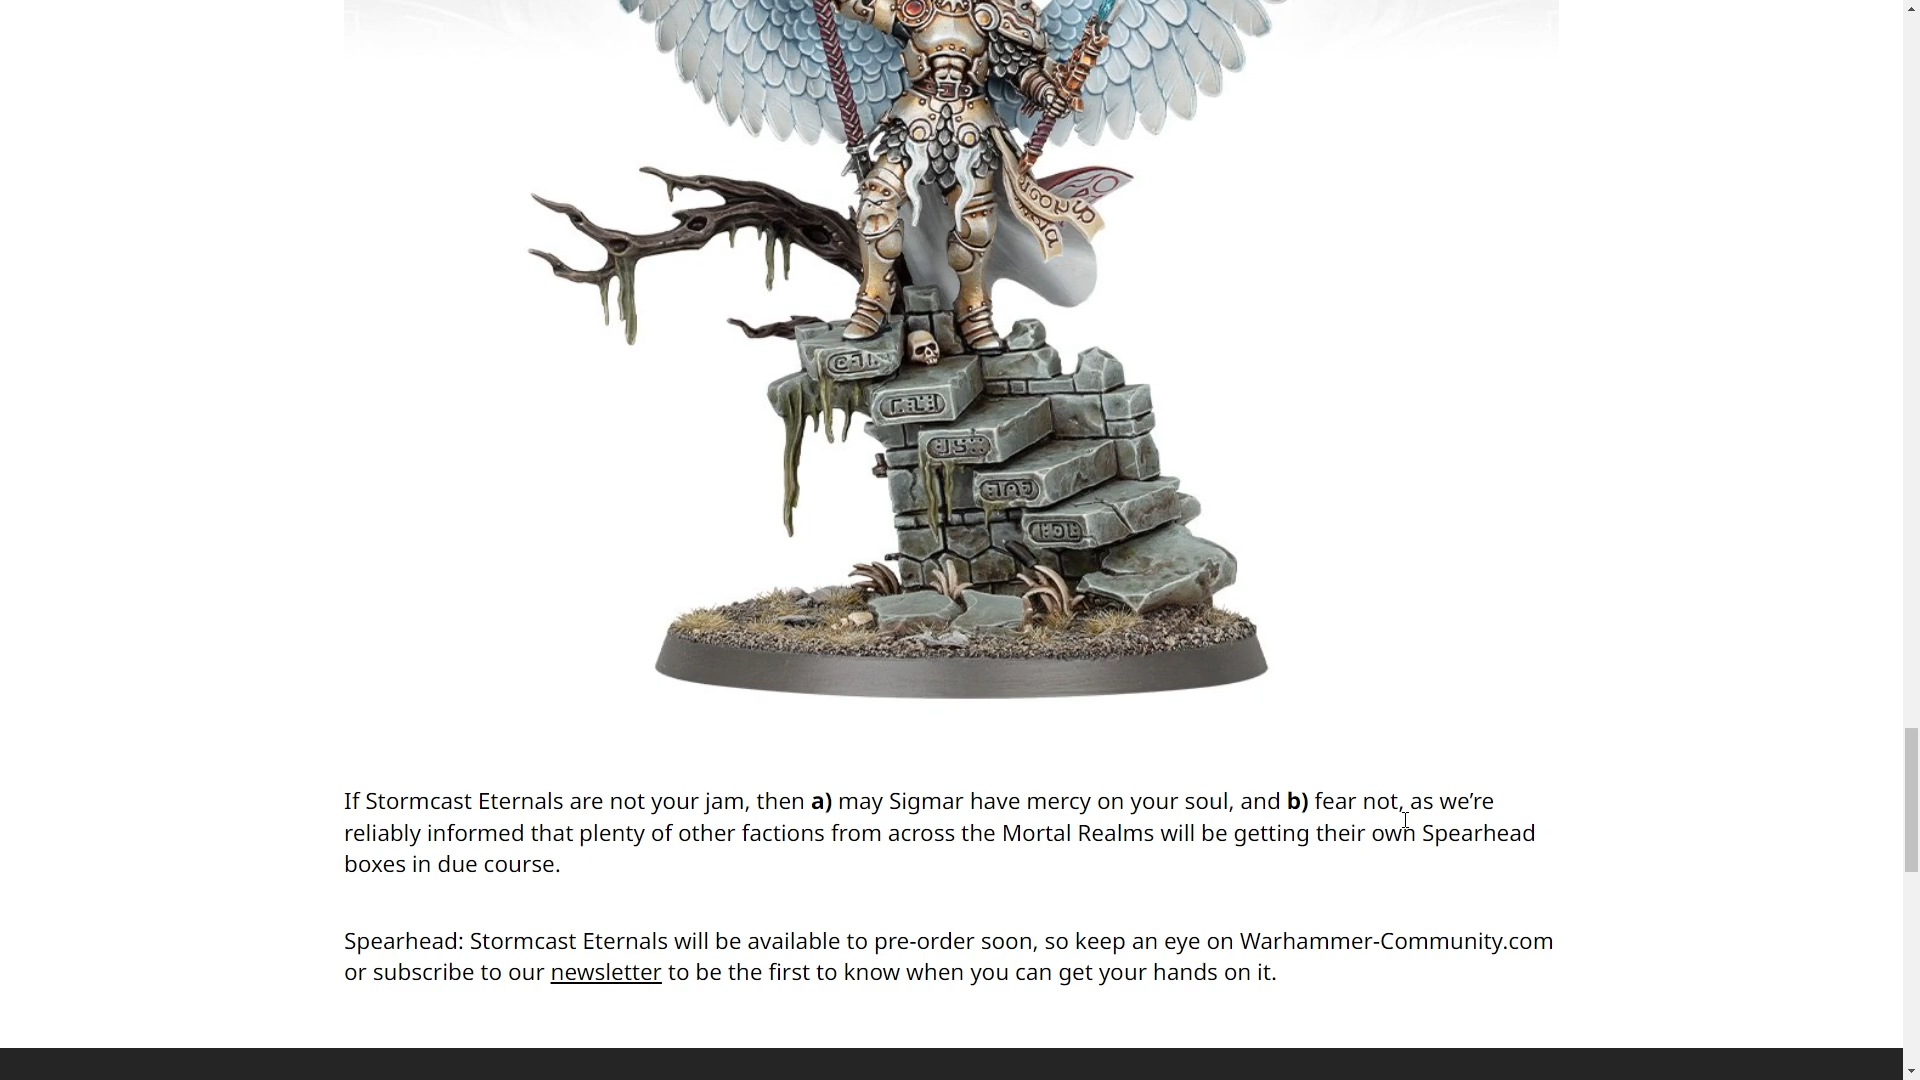 If Stormcast Eternals are not your jam, then a) may Sigmar have mercy on your soul, and b) fear not, as we’re
reliably informed that plenty of other factions from across the Mortal Realms will be getting their own Spearhead
boxes in due course.
Spearhead: Stormcast Eternals will be available to pre-order soon, so keep an eye on Warhammer-Community.com
or subscribe to our newsletter to be the first to know when you can get your hands on it.